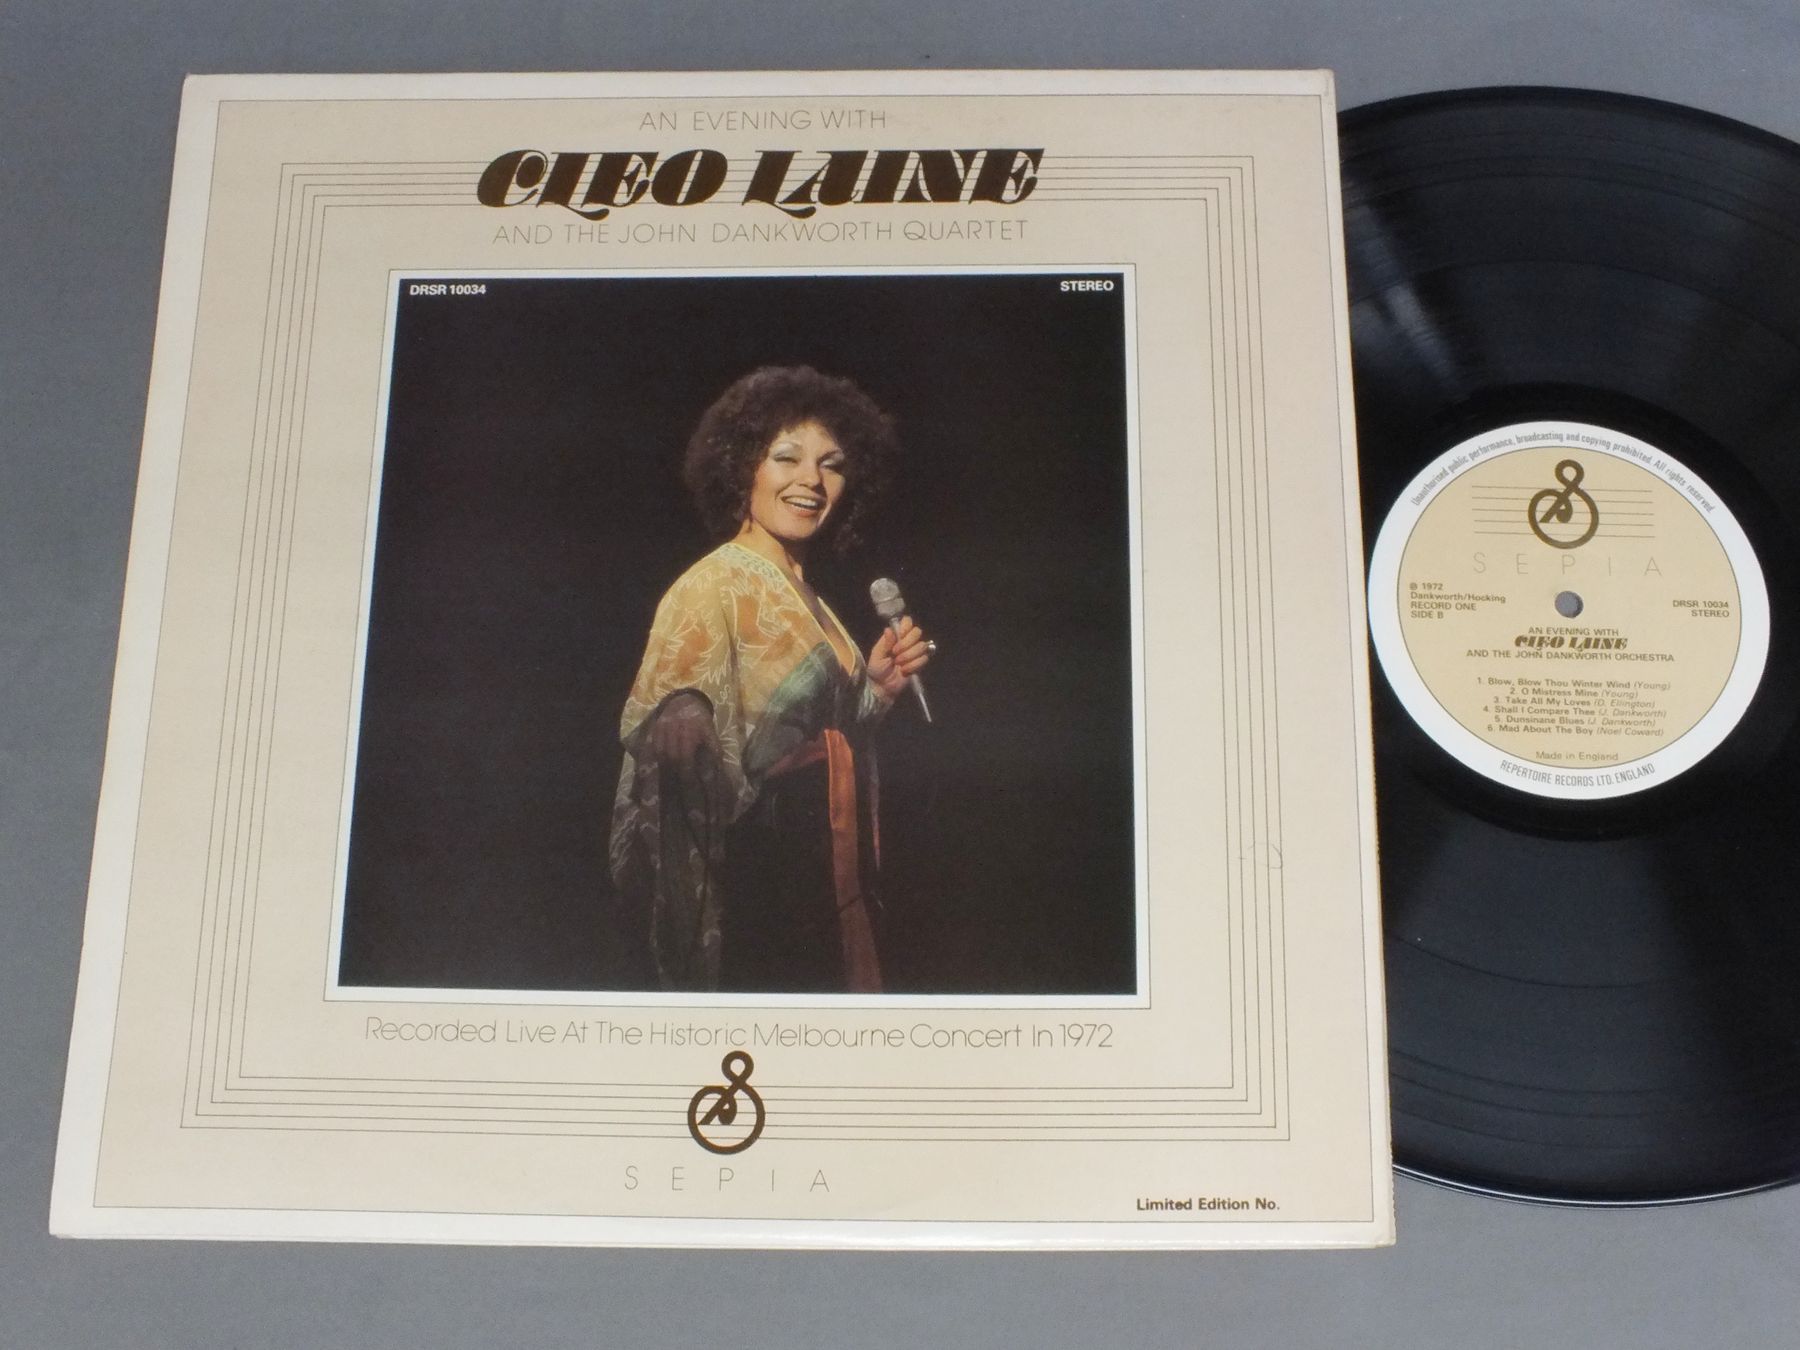 AN EVENING WITH
CLEO LAINE
AND THE JOHN DANKWORTH QUARTET
DRSR 10034
STEREO
Recorded Live At The Historic Melbourne Concert In 1972
SEPIA
Limited Edition No.
Unauthorised public performance, broadcasting and copying prohibited. All rights reserved.
SEPIA
℗ 1972
Dankworth/Hocking
RECORD ONE
SIDE B
DRSR 10034
STEREO
AN EVENING WITH
CLEO LAINE
AND THE JOHN DANKWORTH ORCHESTRA
1. Blow, Blow Thou Winter Wind (Young)
2. O Mistress Mine (Young)
3. Take All My Loves (D. Ellington)
4. Shall I Compare Thee (J. Dankworth)
5. Dunsinane Blues (J. Dankworth)
6. Mad About The Boy (Noel Coward)
Made in England
REPERTOIRE RECORDS LTD. ENGLAND